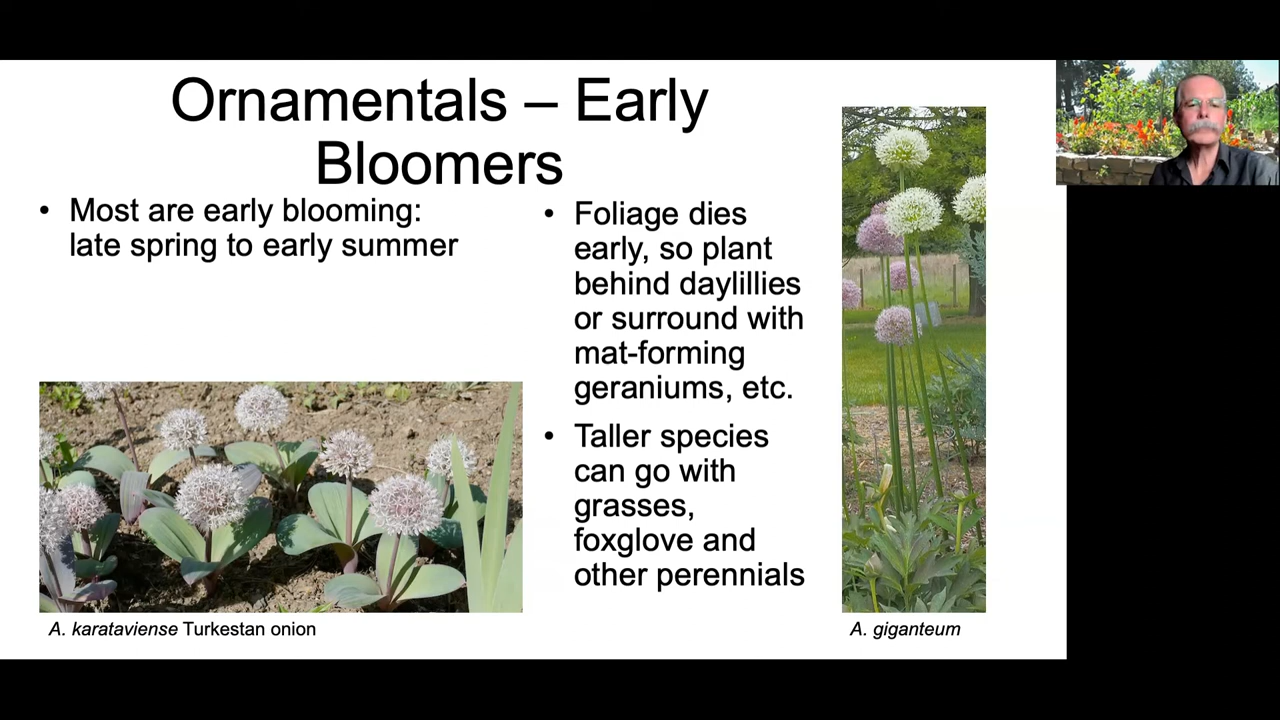 Ornamentals – Early
Bloomers
• Most are early blooming:
late spring to early summer
• Foliage dies
early, so plant
behind daylillies
or surround with
mat-forming
geraniums, etc.
• Taller species
can go with
grasses,
foxglove and
other perennials
A. karataviense Turkestan onion
A. giganteum